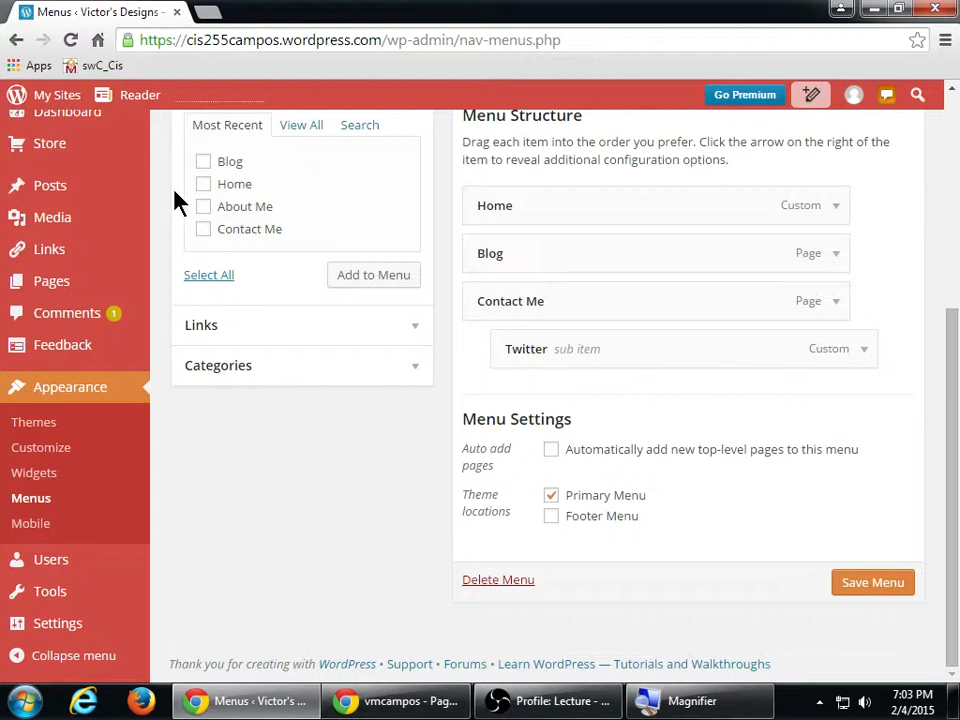 Menus ‹ Victor's Designs –
https://cis255campos.wordpress.com/wp-admin/nav-menus.php
Apps swC_Cis
My Sites Reader Go Premium
Dashboard
Store
Posts
Media
Links
Pages
Comments 1
Feedback
Appearance
Themes
Customize
Widgets
Menus
Mobile
Users
Tools
Settings
Collapse menu
Most Recent View All Search
Blog
Home
About Me
Contact Me
Select All Add to Menu
Links
Categories
Menu Structure
Drag each item into the order you prefer. Click the arrow on the right of the
item to reveal additional configuration options.
Home Custom
Blog Page
Contact Me Page
Twitter sub item Custom
Menu Settings
Auto add
pages
Automatically add new top-level pages to this menu
Theme
locations
Primary Menu
Footer Menu
Delete Menu Save Menu
Thank you for creating with WordPress • Support • Forums • Learn WordPress — Tutorials and Walkthroughs
Menus ‹ Victor's ... vmcampos - Pag... Profile: Lecture - ... Magnifier
7:03 PM
2/4/2015